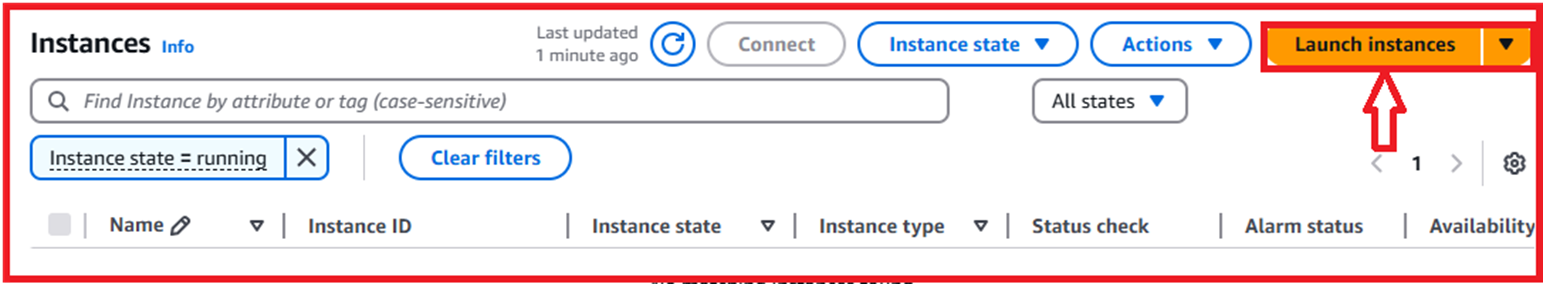 Instances Info
Last updated
1 minute ago
Connect
Instance state
Actions
Launch instances
Find Instance by attribute or tag (case-sensitive)
All states
Instance state = running
Clear filters
1
Name
Instance ID
Instance state
Instance type
Status check
Alarm status
Availability